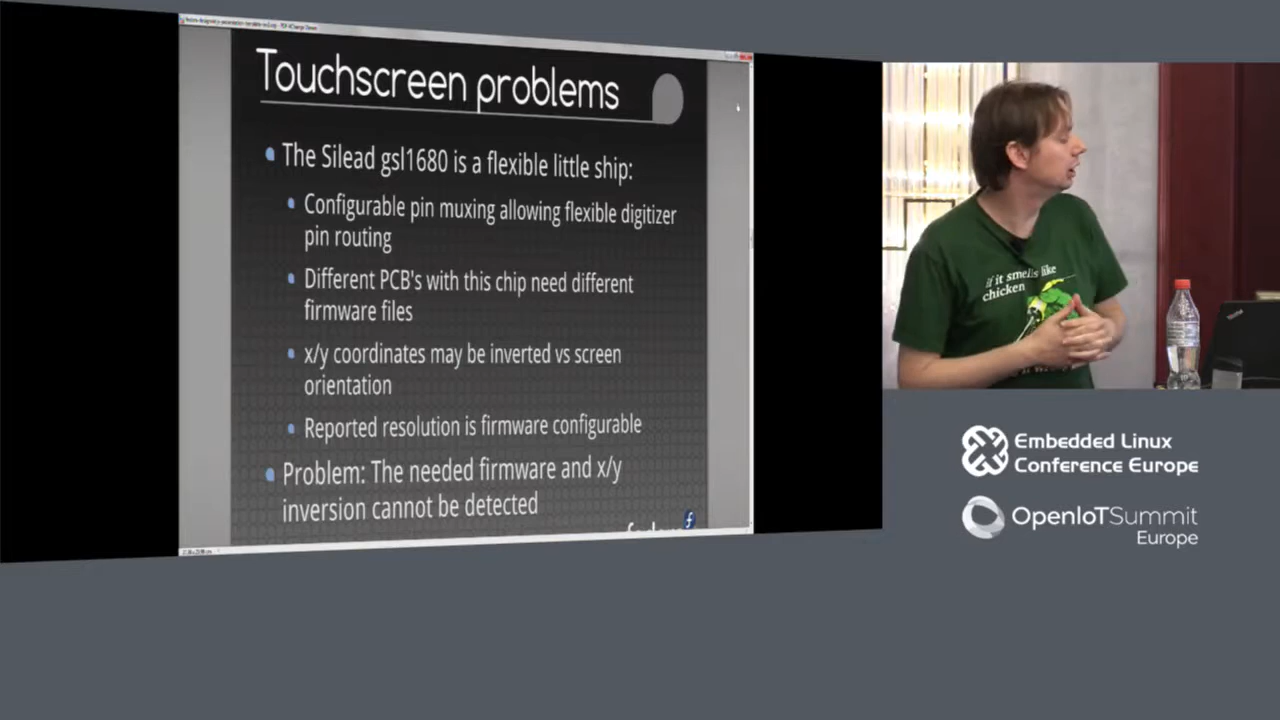 Touchscreen problems
The Silead gsl1680 is a flexible little ship:
Configurable pin muxing allowing flexible digitizer
pin routing
Different PCB's with this chip need different
firmware files
x/y coordinates may be inverted vs screen
orientation
Reported resolution is firmware configurable
Problem: The needed firmware and x/y
inversion cannot be detected
if it smells like
chicken
Embedded Linux
Conference Europe
OpenIoTSummit
Europe